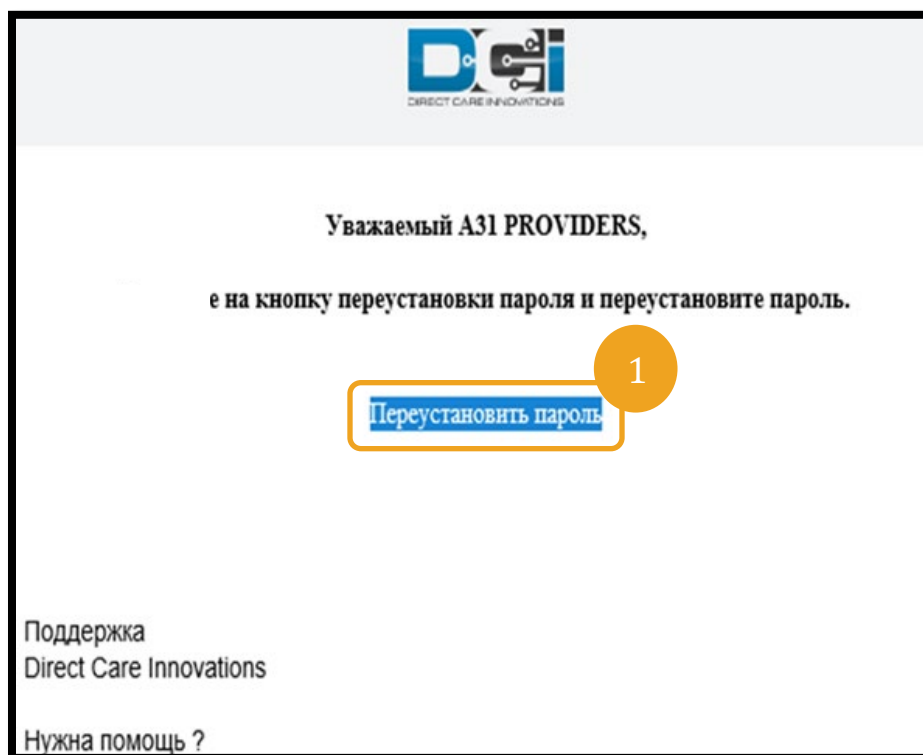 DCi
DIRECT CARE INNOVATIONS
Уважаемый A31 PROVIDERS,
е на кнопку переустановки пароля и переустановите пароль.
1
Переустановить пароль
Поддержка
Direct Care Innovations
Нужна помощь ?